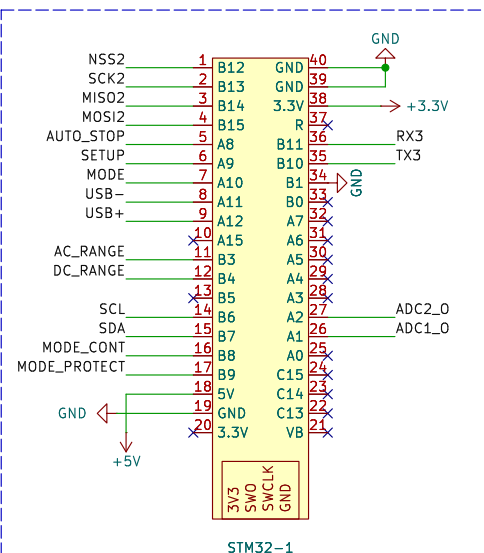 GND
NSS2 1 B12 GND 40
SCK2 2 B13 GND 39
MISO2 3 B14 3.3V 38 +3.3V
MOSI2 4 B15 R 37
AUTO_STOP 5 A8 B11 36 RX3
SETUP 6 A9 B10 35 TX3
MODE 7 A10 B1 34 GND
USB- 8 A11 B0 33
USB+ 9 A12 A7 32
10 A15 A6 31
AC_RANGE 11 B3 A5 30
DC_RANGE 12 B4 A4 29
13 B5 A3 28
SCL 14 B6 A2 27 ADC2_O
SDA 15 B7 A1 26 ADC1_O
MODE_CONT 16 B8 A0 25
MODE_PROTECT 17 B9 C15 24
18 5V C14 23
GND 19 GND C13 22
20 3.3V VB 21
+5V
3V3 SWO SWCLK GND
STM32-1